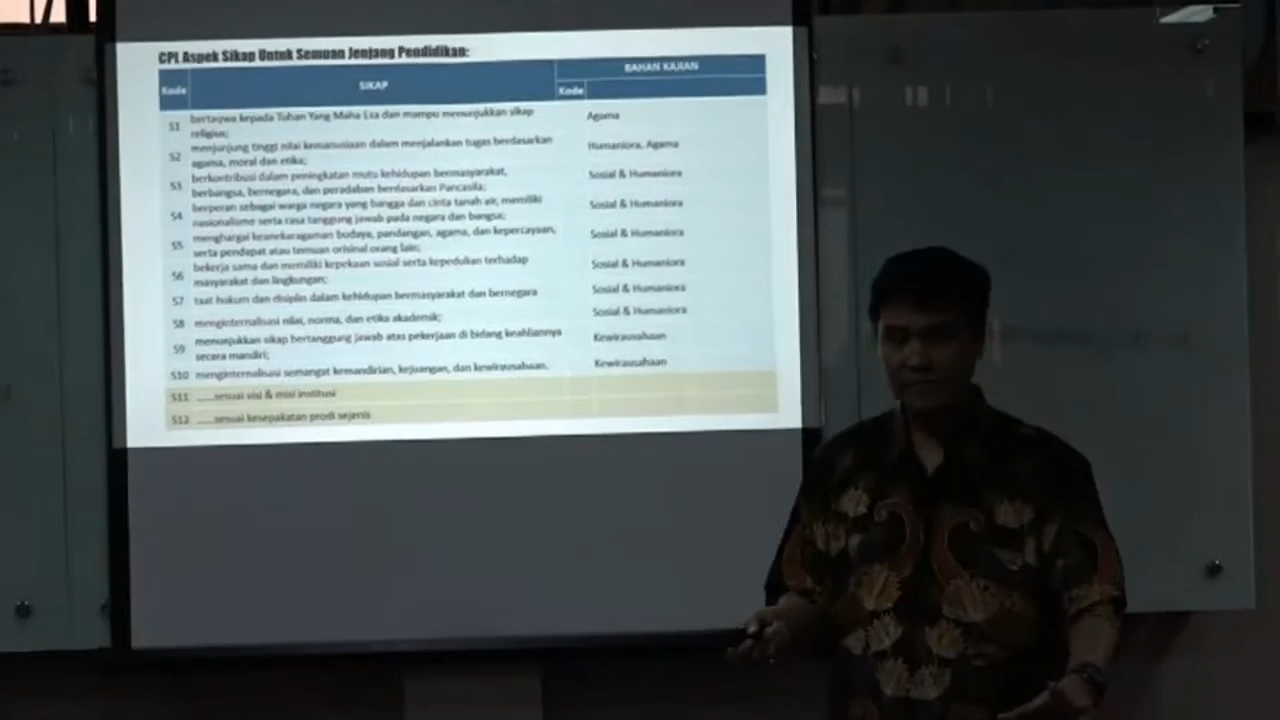 CPL Aspek Sikap Untuk Semuan Jenjang Pendidikan:
Kode SIKAP BAHAN KAJIAN
Kode
S1 bertaqwa kepada Tuhan Yang Maha Esa dan mampu menunjukkan sikap religius; Agama
S2 menjunjung tinggi nilai kemanusiaan dalam menjalankan tugas berdasarkan agama, moral dan etika; Humaniora, Agama
S3 berkontribusi dalam peningkatan mutu kehidupan bermasyarakat, berbangsa, bernegara, dan peradaban berdasarkan Pancasila; Sosial & Humaniora
S4 berperan sebagai warga negara yang bangga dan cinta tanah air, memiliki nasionalisme serta rasa tanggung jawab pada negara dan bangsa; Sosial & Humaniora
S5 menghargai keanekaragaman budaya, pandangan, agama, dan kepercayaan, serta pendapat atau temuan orisinal orang lain; Sosial & Humaniora
S6 bekerja sama dan memiliki kepekaan sosial serta kepedulian terhadap masyarakat dan lingkungan; Sosial & Humaniora
S7 taat hukum dan disiplin dalam kehidupan bermasyarakat dan bernegara Sosial & Humaniora
S8 menginternalisasi nilai, norma, dan etika akademik; Sosial & Humaniora
S9 menunjukkan sikap bertanggung jawab atas pekerjaan di bidang keahliannya secara mandiri; Kewirausahaan
S10 menginternalisasi semangat kemandirian, kejuangan, dan kewirausahaan. Kewirausahaan
S11 ......sesuai visi & misi institusi
S12 ......sesuai kesepakatan prodi sejenis